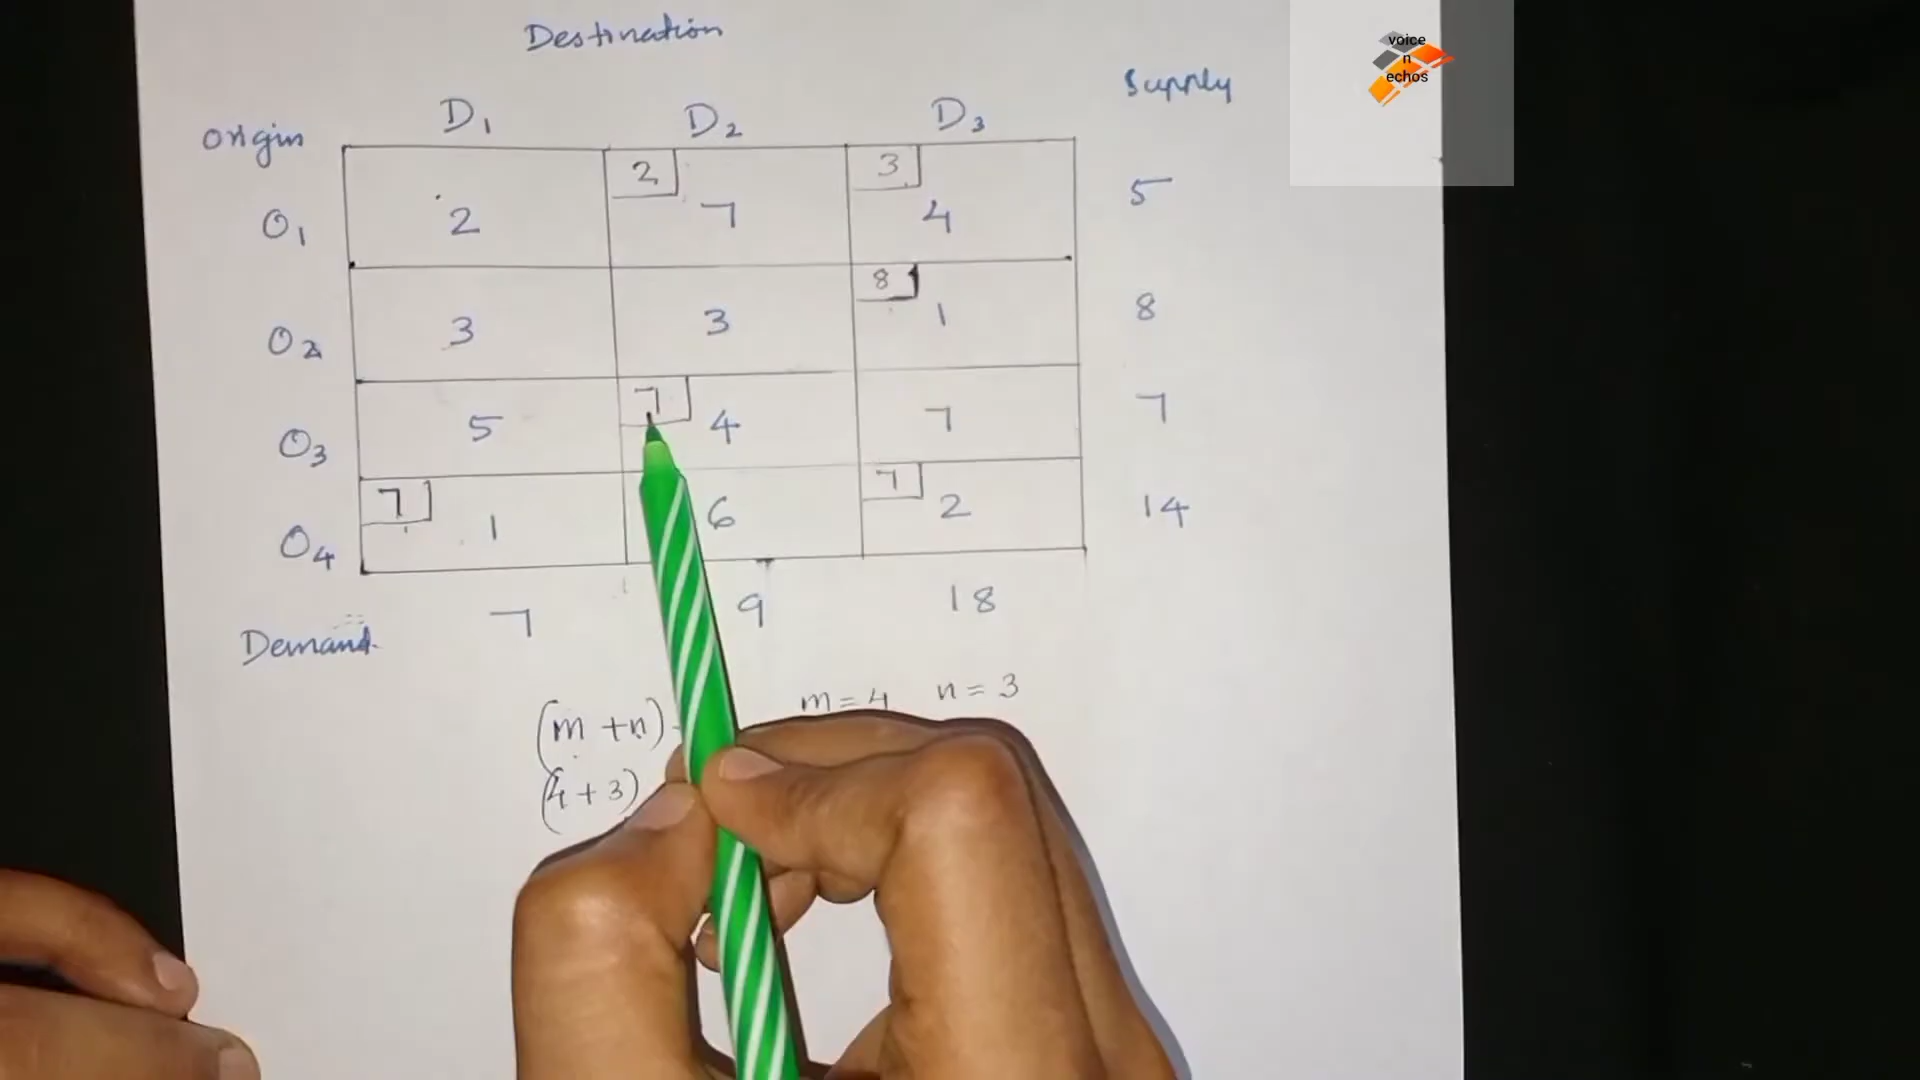 Destination
voice
n
echos
Origin D1 D2 D3 Supply
2 3
O1 2 7 4 5
8
O2 3 3 1 8
7
O3 5 4 7 7
7 7
O4 1 6 2 14
Demand 7 9 18
(m+n) m=4 n=3
(4+3)